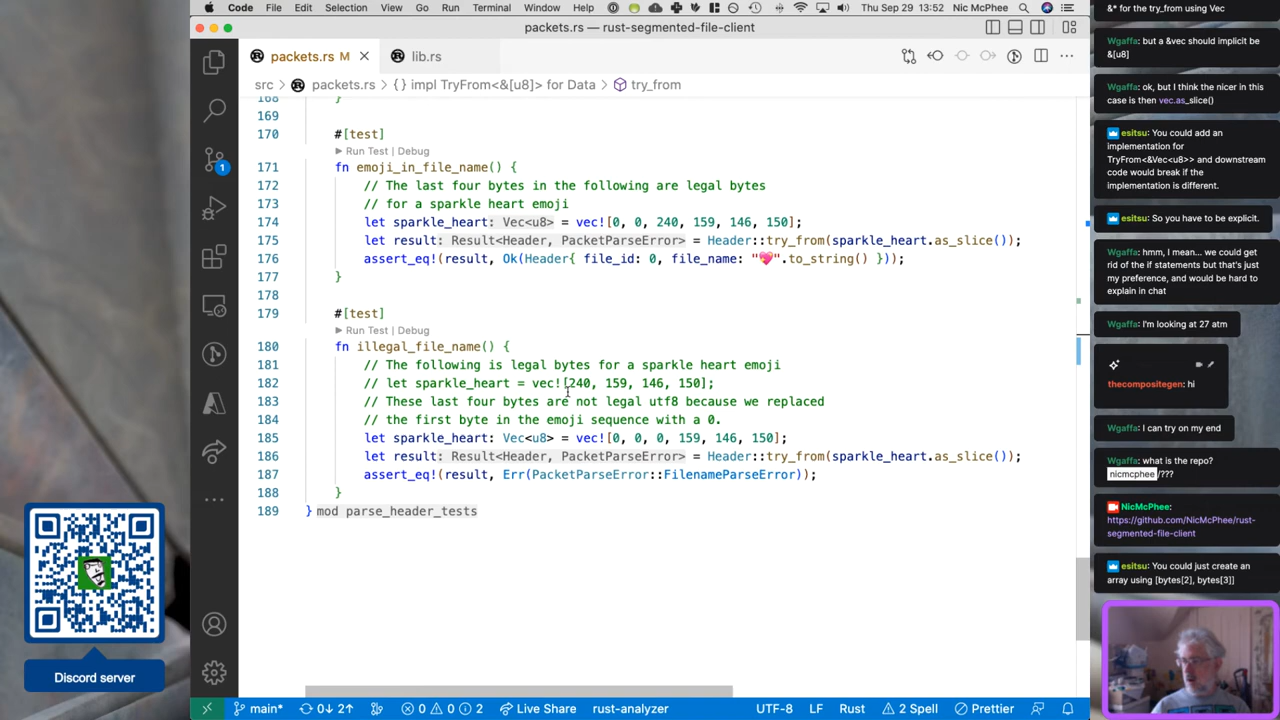 Code File Edit Selection View Go Run Terminal Window Help Thu Sep 29 13:52 Nic McPhee
packets.rs — rust-segmented-file-client
packets.rs M
lib.rs
src > packets.rs > { } impl TryFrom<&[u8]> for Data > try_from
168 }
169
170 #[test]
Run Test | Debug
171 fn emoji_in_file_name() {
172 // The last four bytes in the following are legal bytes
173 // for a sparkle heart emoji
174 let sparkle_heart: Vec<u8> = vec![0, 0, 240, 159, 146, 150];
175 let result: Result<Header, PacketParseError> = Header::try_from(sparkle_heart.as_slice());
176 assert_eq!(result, Ok(Header{ file_id: 0, file_name: "💖".to_string() }));
177 }
178
179 #[test]
Run Test | Debug
180 fn illegal_file_name() {
181 // The following is legal bytes for a sparkle heart emoji
182 // let sparkle_heart = vec![240, 159, 146, 150];
183 // These last four bytes are not legal utf8 because we replaced
184 // the first byte in the emoji sequence with a 0.
185 let sparkle_heart: Vec<u8> = vec![0, 0, 0, 159, 146, 150];
186 let result: Result<Header, PacketParseError> = Header::try_from(sparkle_heart.as_slice());
187 assert_eq!(result, Err(PacketParseError::FilenameParseError));
188 }
189 } mod parse_header_tests
1
Discord server
main* 0↓ 2↑ 0 0 2 Live Share rust-analyzer UTF-8 LF Rust 2 Spell Prettier
&* for the try_from using Vec
Wgaffa: but a &vec should implicit be
&[u8]
Wgaffa: ok, but I think the nicer in this
case is then vec.as_slice()
esitsu: You could add an
implementation for
TryFrom<&Vec<u8>> and downstream
code would break if the
implementation is different.
esitsu: So you have to be explicit.
Wgaffa: hmm, I mean... we could get
rid of the if statements but that's just
my preference, and would be hard to
explain in chat
Wgaffa: I'm looking at 27 atm
thecompositegen: hi
Wgaffa: I can try on my end
Wgaffa: what is the repo?
nicmcphee/???
NicMcPhee:
https://github.com/NicMcPhee/rust-
segmented-file-client
esitsu: You could just create an
array using [bytes[2], bytes[3]]